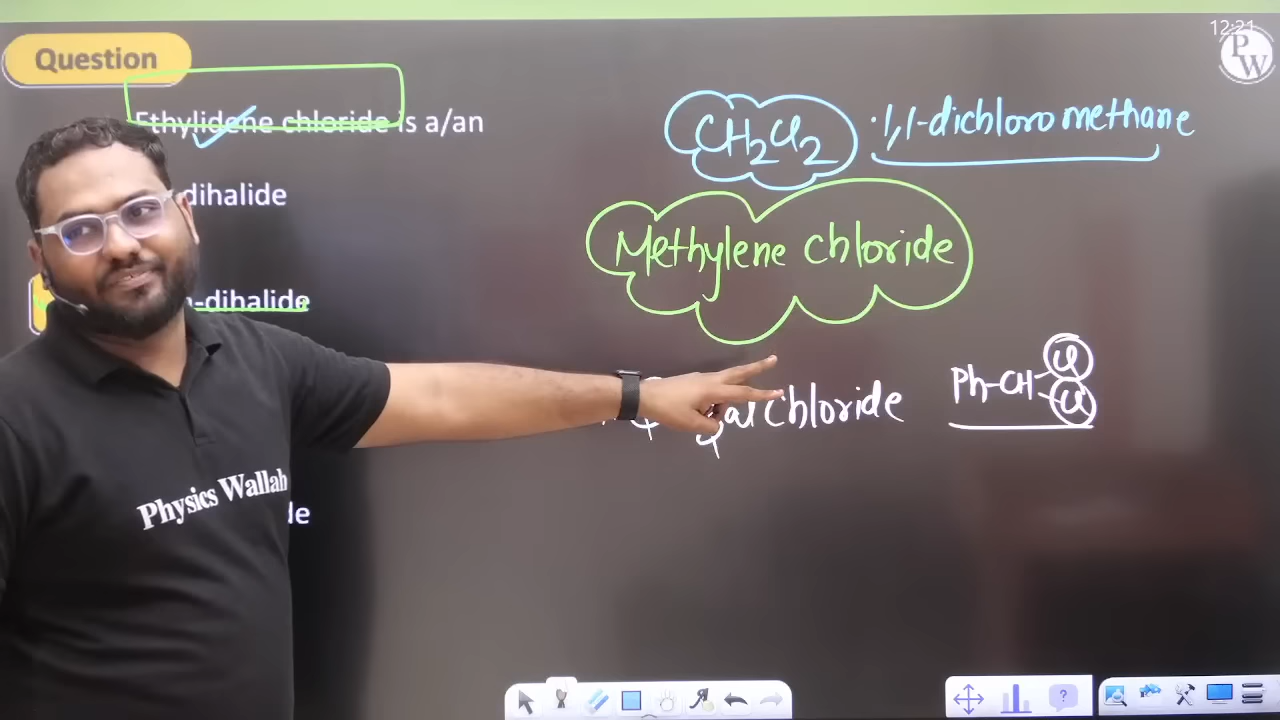 12:21
PW
Question
Ethylidene chloride is a/an
dihalide
-dihalide
CH2Cl2 1,1-dichloromethane
Methylene chloride
Chloride
Ph-CH
Cl
Cl
Physics Wallah